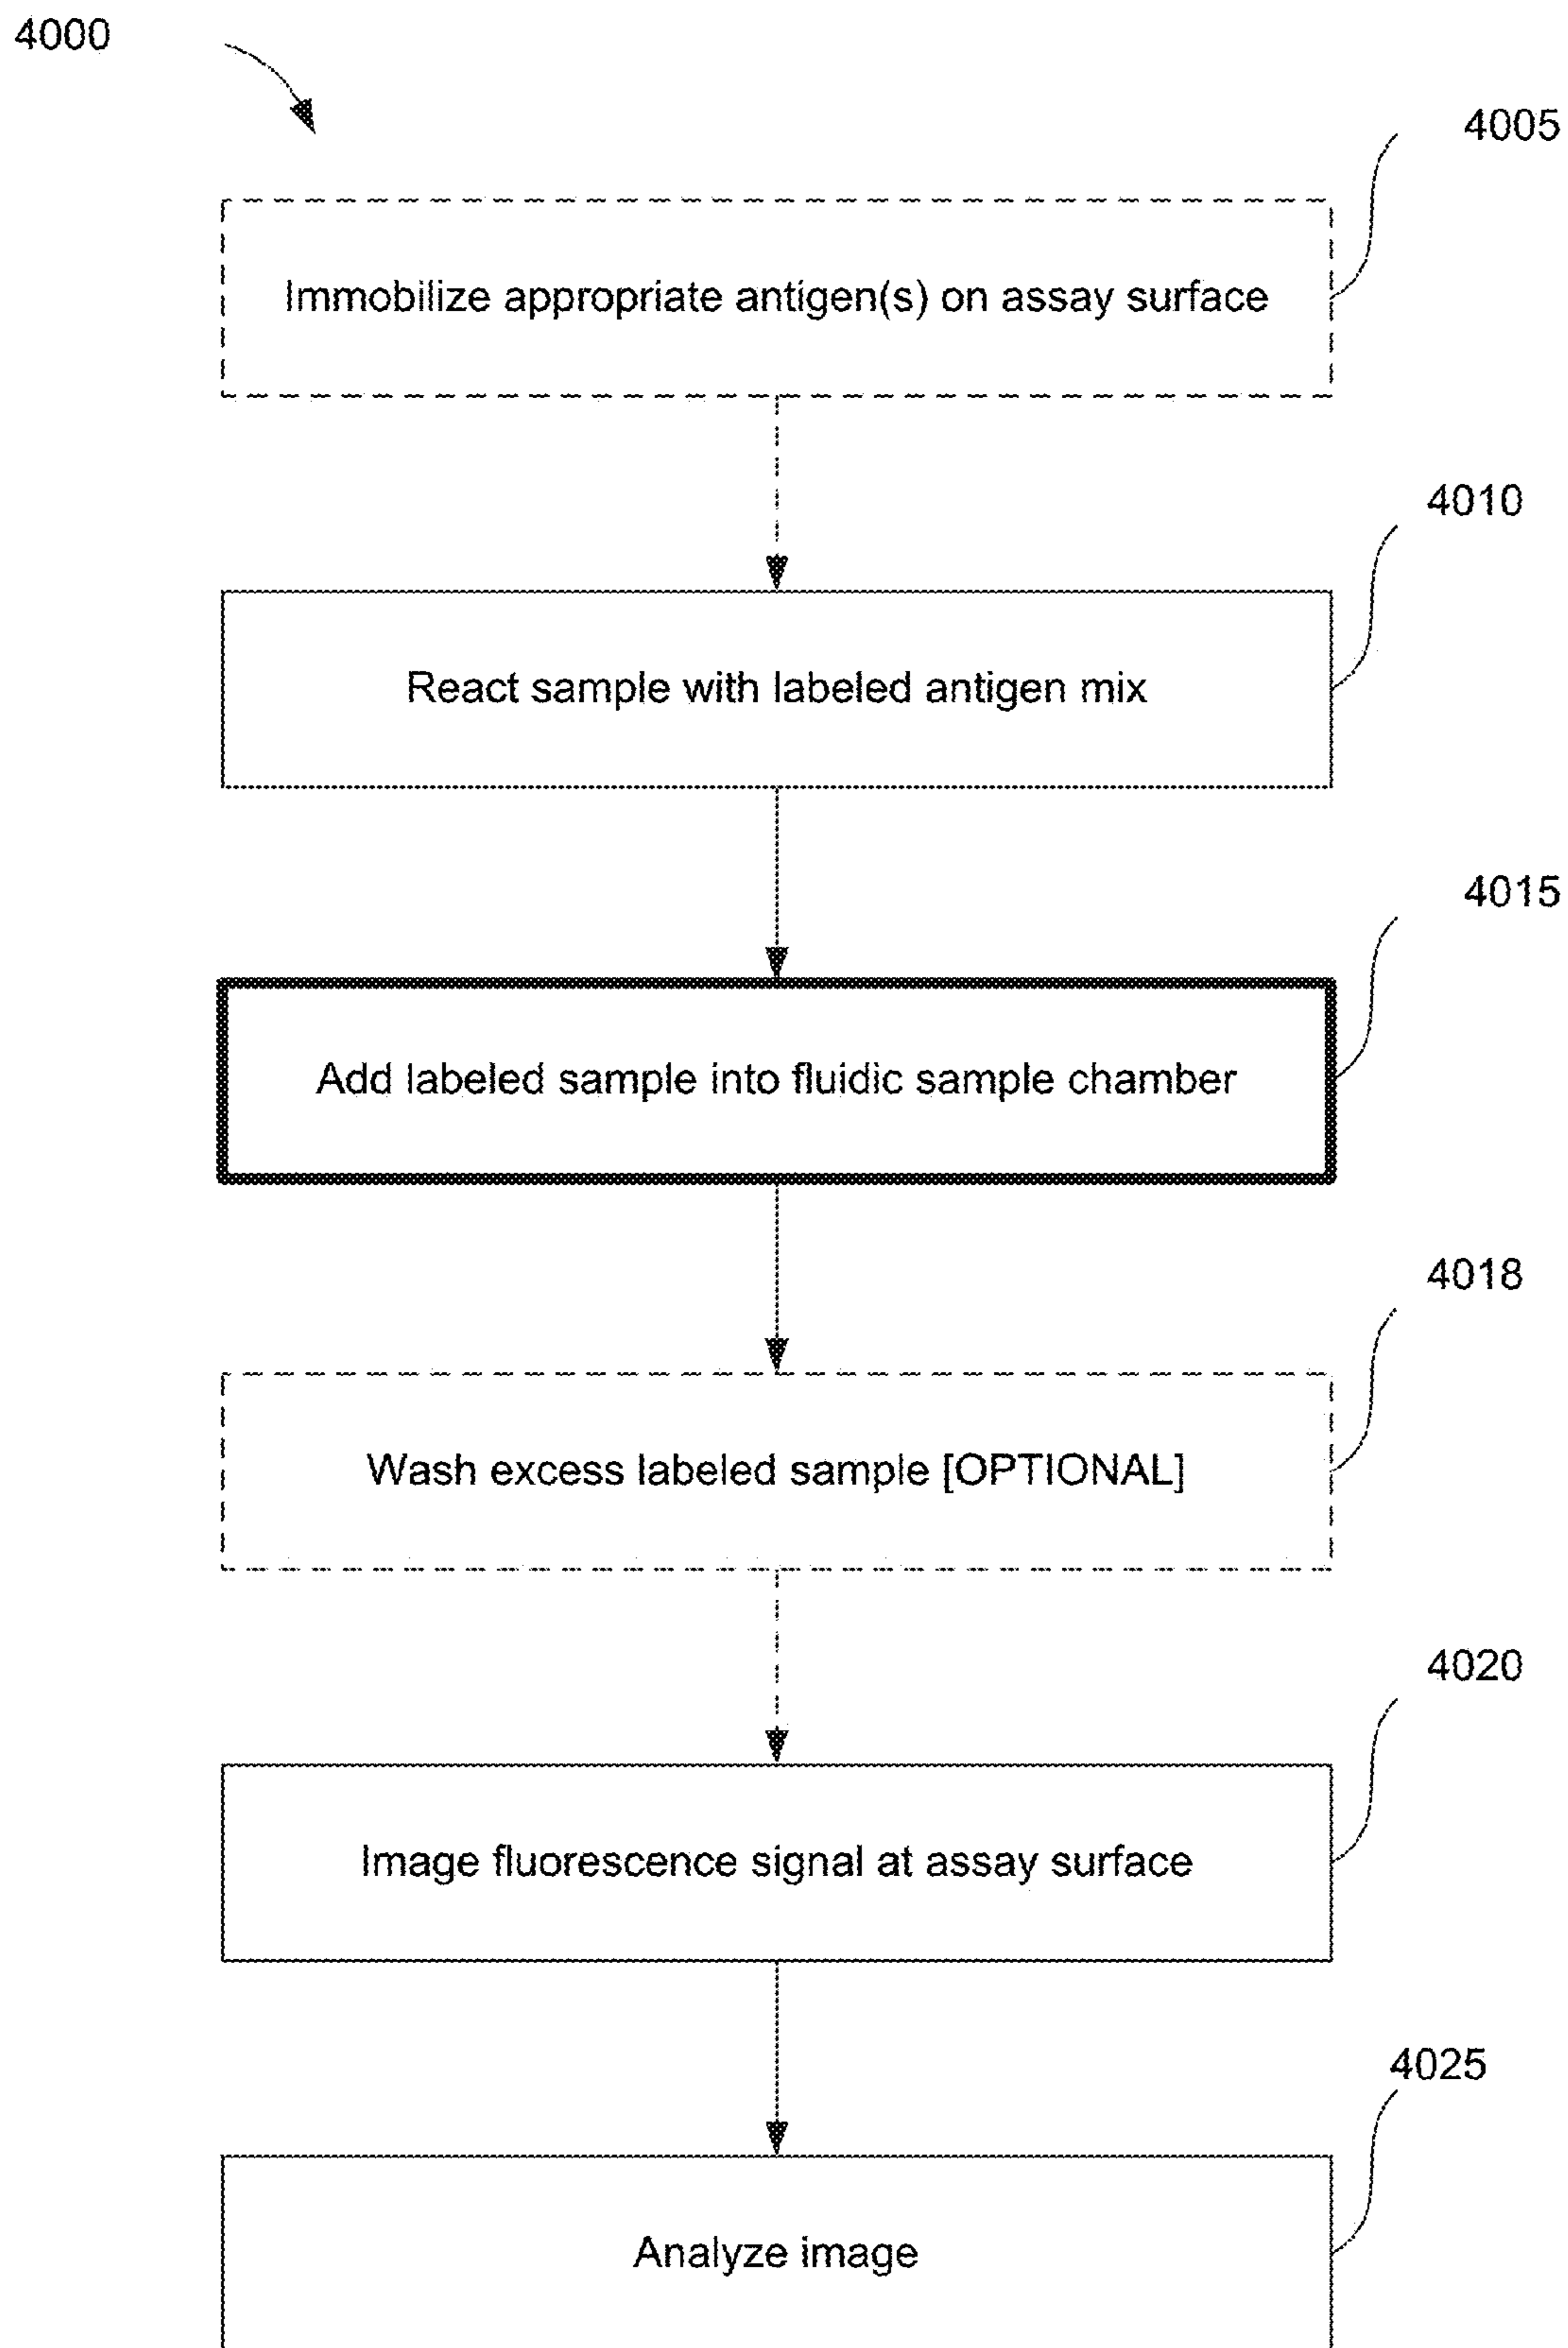 4000
4005
Immobilize appropriate antigen(s) on assay surface
4010
React sample with labeled antigen mix
4015
Add labeled sample into fluidic sample chamber
4018
Wash excess labeled sample [OPTIONAL]
4020
Image fluorescence signal at assay surface
4025
Analyze image